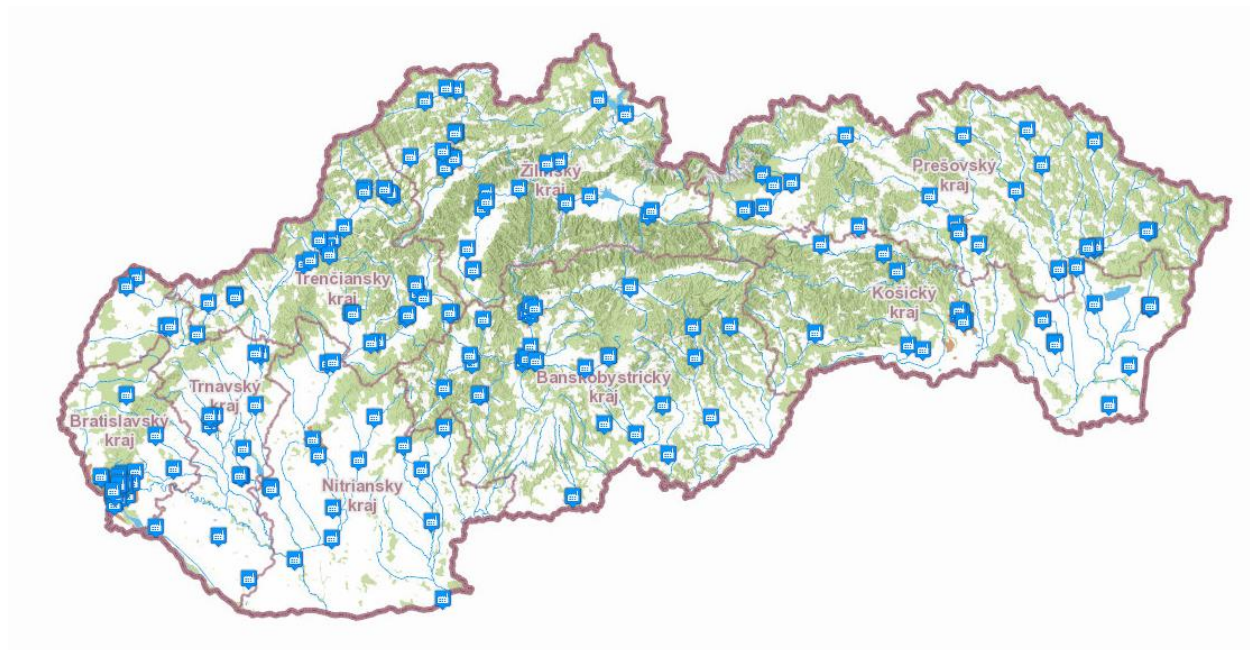 Prešovský
kraj
Žilinský
kraj
Trenčiansky
kraj
Košický
kraj
Banskobystrický
kraj
Trnavský
kraj
Bratislavský
kraj
Nitriansky
kraj